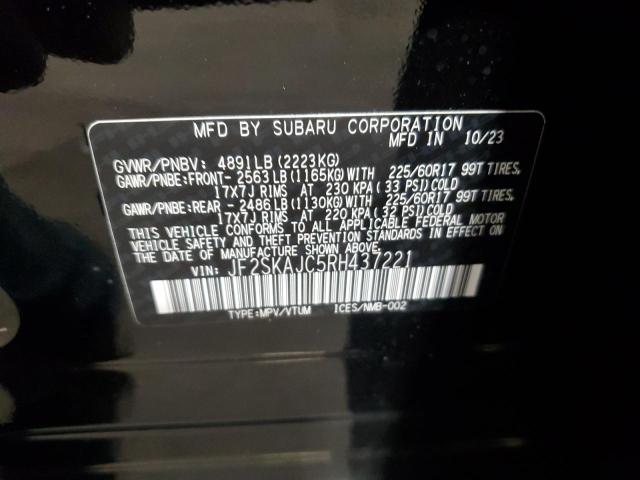 MFD BY SUBARU CORPORATION
MFD IN 10/23
GVWR/PNBV: 4891LB(2223KG)
GAWR/PNBE:FRONT- 2563LB(1165KG)WITH 225/60R17 99T TIRES,
17X7J RIMS AT 230 KPA(33 PSI)COLD
GAWR/PNBE:REAR - 2486LB(1130KG)WITH 225/60R17 99T TIRES,
17X7J RIMS AT 220 KPA(32 PSI)COLD
THIS VEHICLE CONFORMS TO ALL APPLICABLE FEDERAL MOTOR
VEHICLE SAFETY AND THEFT PREVENTION STANDARDS IN EFFECT ON
THE DATE OF MANUFACTURE SHOWN ABOVE.
VIN: JF2SKAJC5RH437221
TYPE:MPV/VTUM ICES/NMB-002